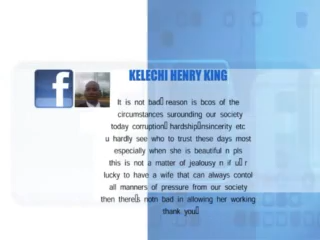 f
KELECHI HENRY KING
It is not bad▯ reason is bcos of the
circumstances surounding our society
today corruption▯ hardship▯nsincerity etc
u hardly see who to trust these days most
especially when she is beautiful n pls
this is not a matter of jealousy n if u▯ r
lucky to have a wife that can always contol
all manners of pressure from our society
then there▯s notn bad in allowing her working
thank you▯